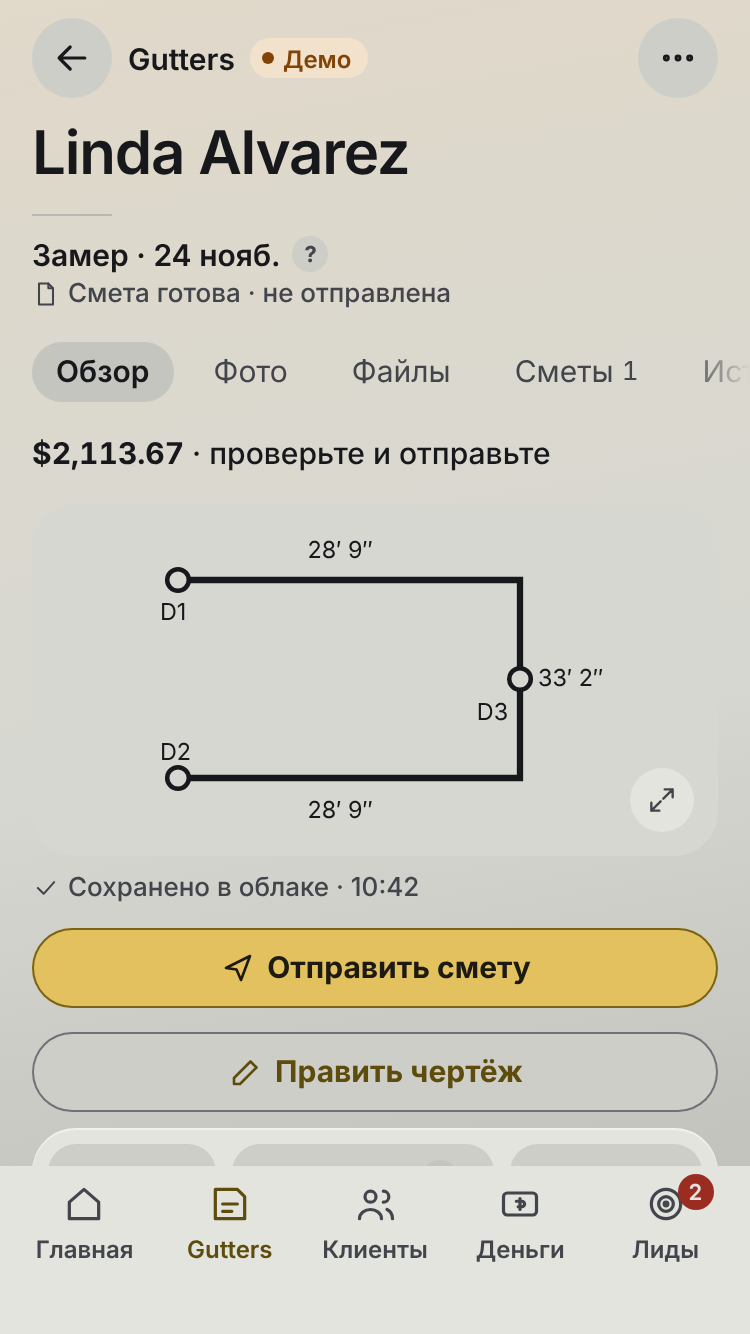 Gutters
Демо
Linda Alvarez
Замер · 24 нояб. ?
Смета готова · не отправлена
Обзор Фото Файлы Сметы 1 Ист
$2,113.67 · проверьте и отправьте
28′ 9″
D1
33′ 2″
D3
D2
28′ 9″
Сохранено в облаке · 10:42
Отправить смету
Править чертёж
2
Главная Gutters Клиенты Деньги Лиды